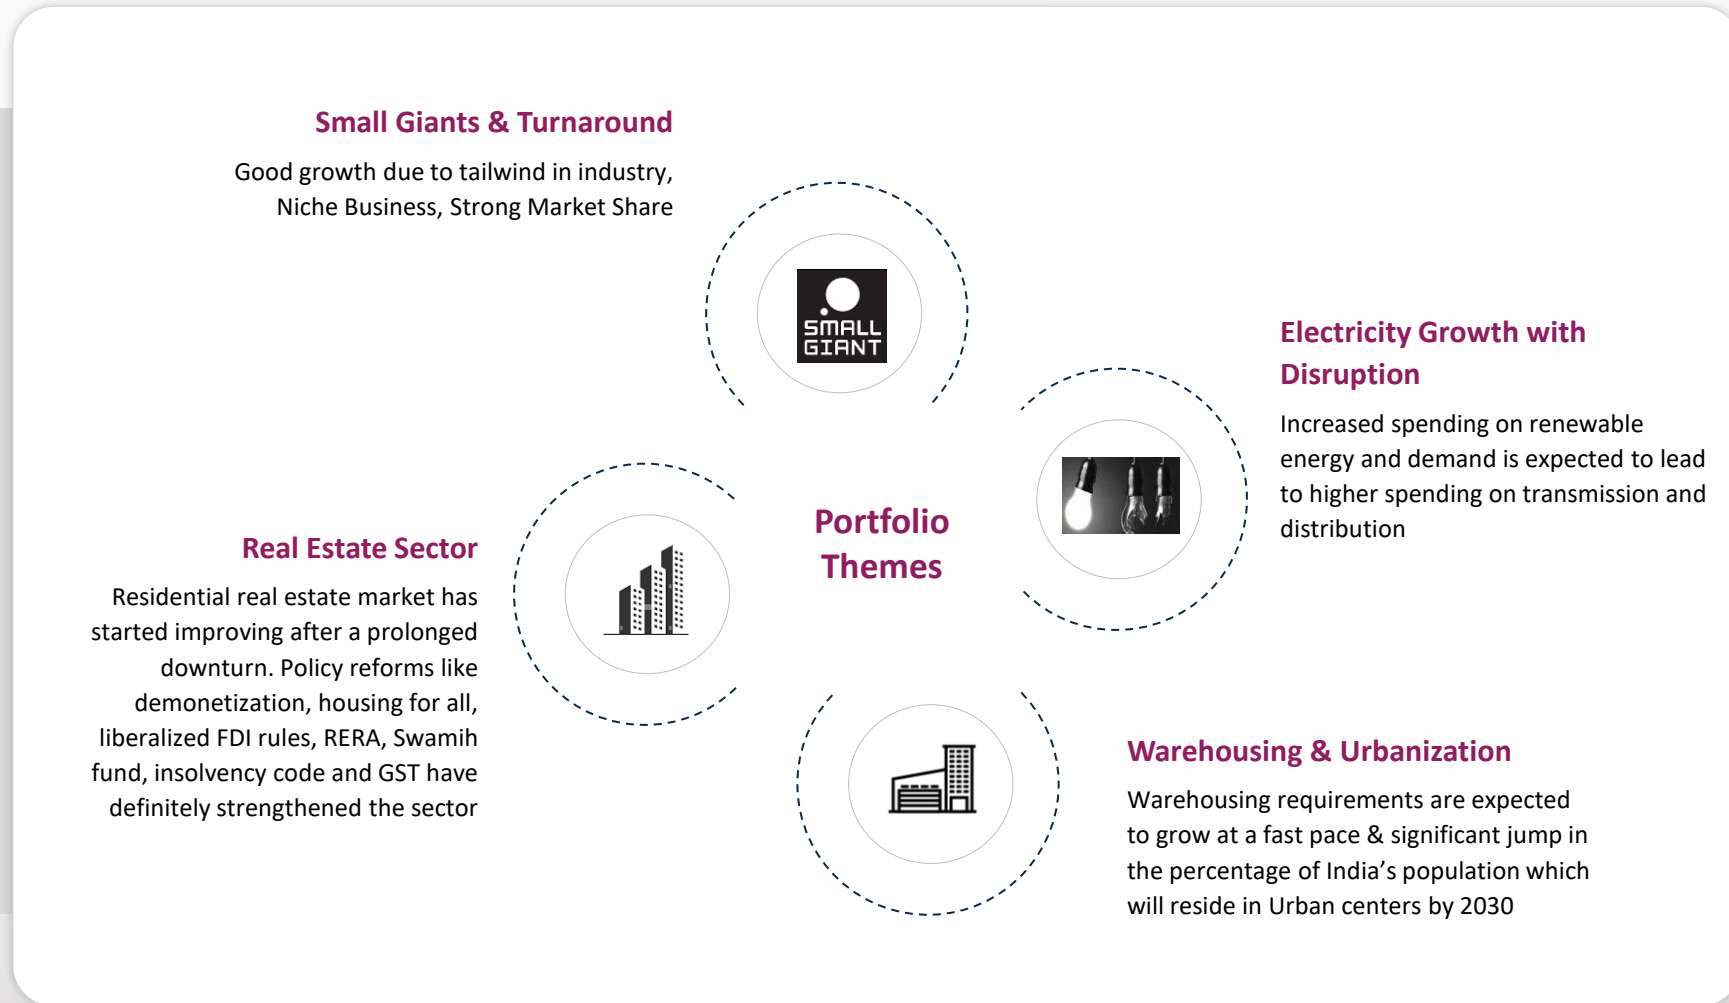 Small Giants & Turnaround
Good growth due to tailwind in industry,
Niche Business, Strong Market Share
SMALL
GIANT
Electricity Growth with
Disruption
Increased spending on renewable
energy and demand is expected to lead
to higher spending on transmission and
distribution
Portfolio
Themes
Real Estate Sector
Residential real estate market has
started improving after a prolonged
downturn. Policy reforms like
demonetization, housing for all,
liberalized FDI rules, RERA, Swamih
fund, insolvency code and GST have
definitely strengthened the sector
Warehousing & Urbanization
Warehousing requirements are expected
to grow at a fast pace & significant jump in
the percentage of India’s population which
will reside in Urban centers by 2030